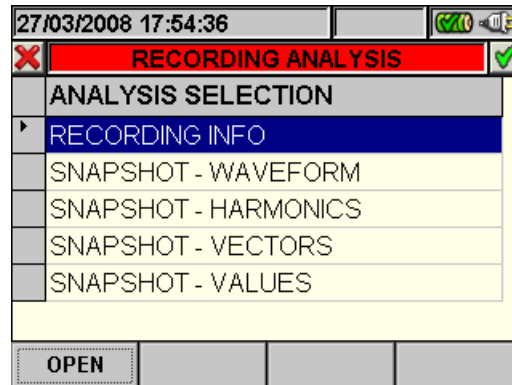 27/03/2008 17:54:36
RECORDING ANALYSIS
ANALYSIS SELECTION
RECORDING INFO
SNAPSHOT - WAVEFORM
SNAPSHOT - HARMONICS
SNAPSHOT - VECTORS
SNAPSHOT - VALUES
OPEN